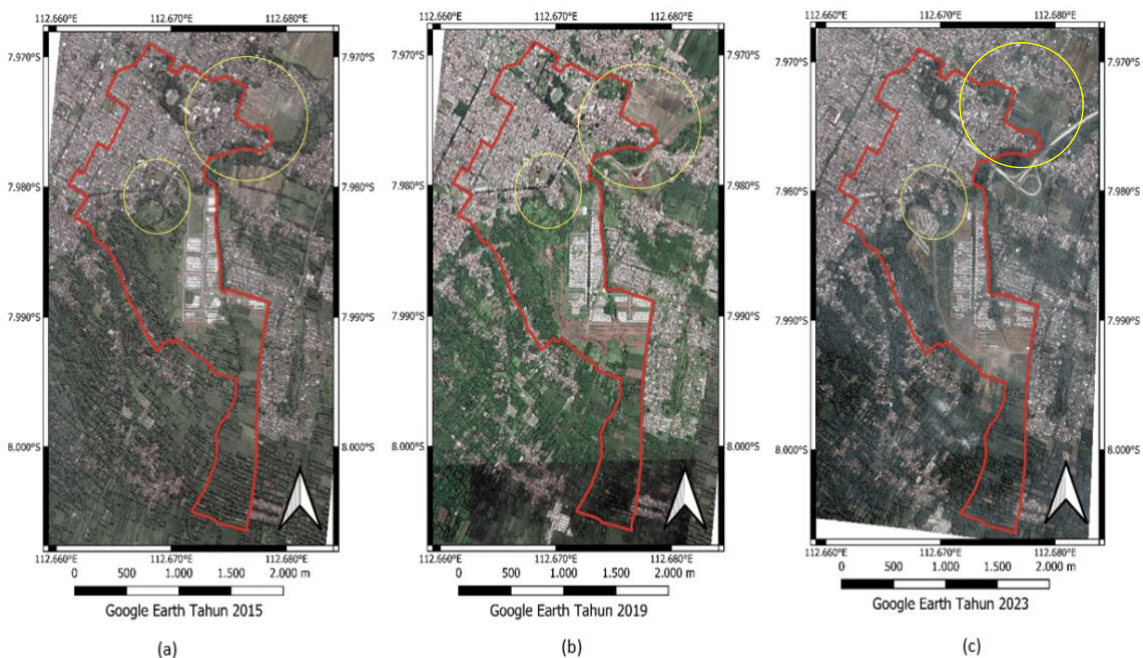 112.660°E 112.670°E 112.680°E
7.970°S 7.970°S
7.980°S 7.980°S
7.990°S 7.990°S
8.000°S 8.000°S
112.660°E 112.670°E 112.680°E
0 500 1.000 1.500 2.000 m
Google Earth Tahun 2015
(a)
112.660°E 112.670°E 112.680°E
7.970°S 7.970°S
7.980°S 7.980°S
7.990°S 7.990°S
8.000°S 8.000°S
112.660°E 112.670°E 112.680°E
0 500 1.000 1.500 2.000 m
Google Earth Tahun 2019
(b)
112.660°E 112.670°E 112.680°E
7.970°S 7.970°S
7.980°S 7.980°S
7.990°S 7.990°S
8.000°S 8.000°S
112.660°E 112.670°E 112.680°E
0 500 1.000 1.500 2.000 m
Google Earth Tahun 2023
(c)